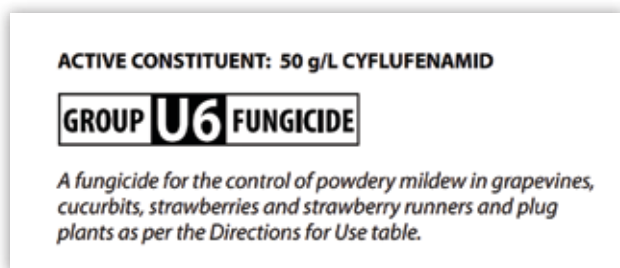 ACTIVE CONSTITUENT: 50 g/L CYFLUFENAMID
GROUP U6 FUNGICIDE
A fungicide for the control of powdery mildew in grapevines,
cucurbits, strawberries and strawberry runners and plug
plants as per the Directions for Use table.